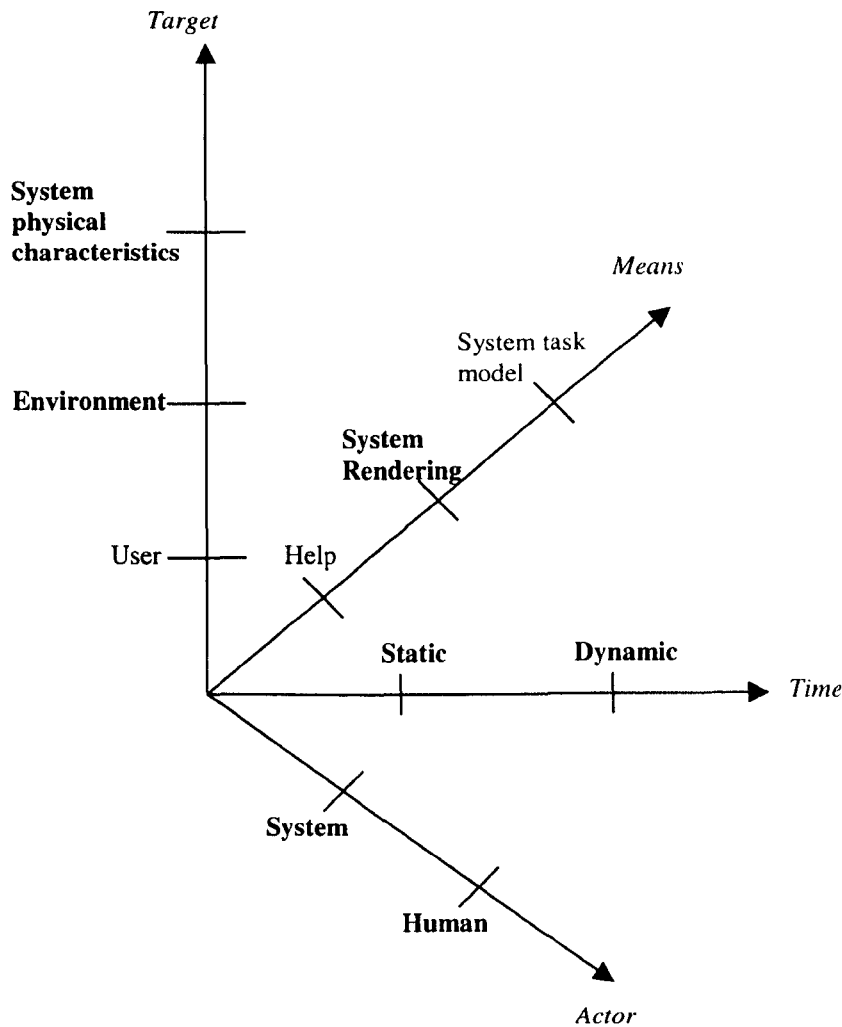 Target
System
physical
characteristics
Means
System task
model
Environment
System
Rendering
User
Help
Static
Dynamic
Time
System
Human
Actor